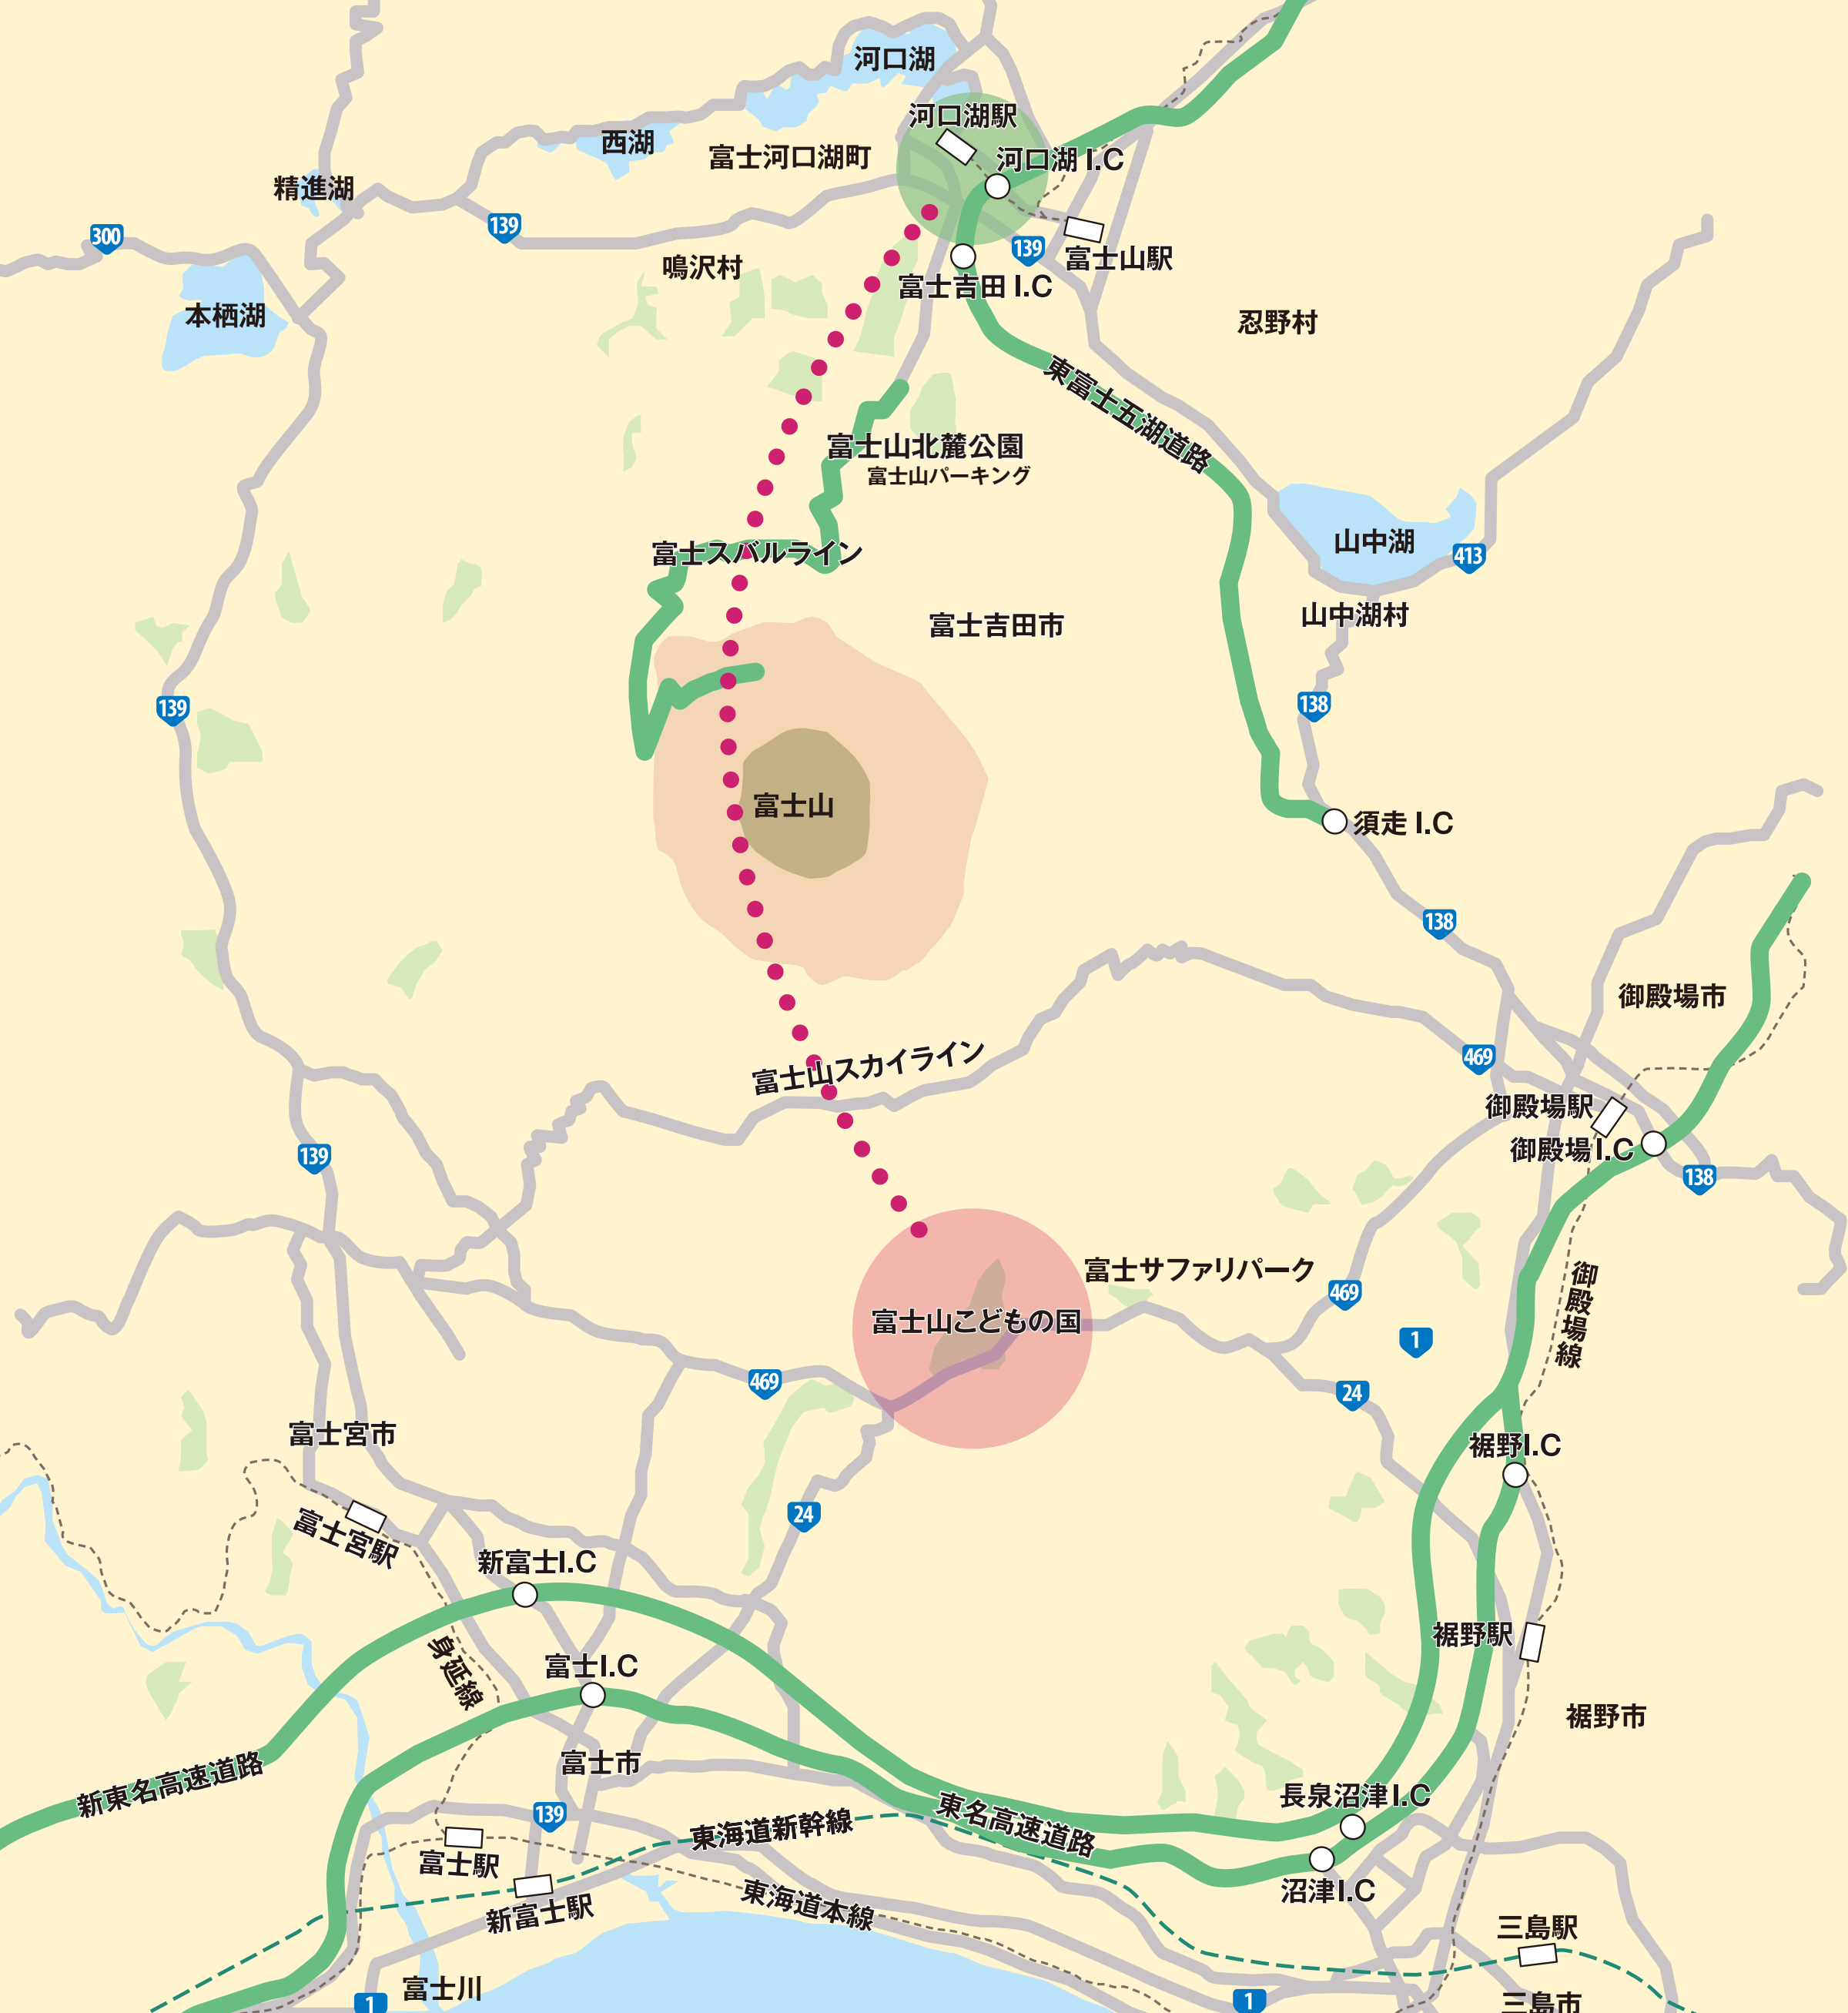 河口湖
河口湖駅
西湖
富士河口湖町
河口湖 I.C
精進湖
139
300
139
富士山駅
鳴沢村
富士吉田 I.C
本栖湖
忍野村
東富士五湖道路
富士山北麓公園
富士山パーキング
山中湖
富士スバルライン
413
山中湖村
富士吉田市
138
139
富士山
須走 I.C
138
御殿場市
富士山スカイライン
469
御殿場駅
御殿場 I.C
139
138
富士サファリパーク
御殿場線
469
富士山こどもの国
1
469
24
富士宮市
裾野I.C
24
富士宮駅
新富士I.C
裾野駅
身延線
富士I.C
裾野市
富士市
新東名高速道路
長泉沼津I.C
139
東海道新幹線
東名高速道路
富士駅
沼津I.C
新富士駅
東海道本線
三島駅
富士川
1
1
三島市